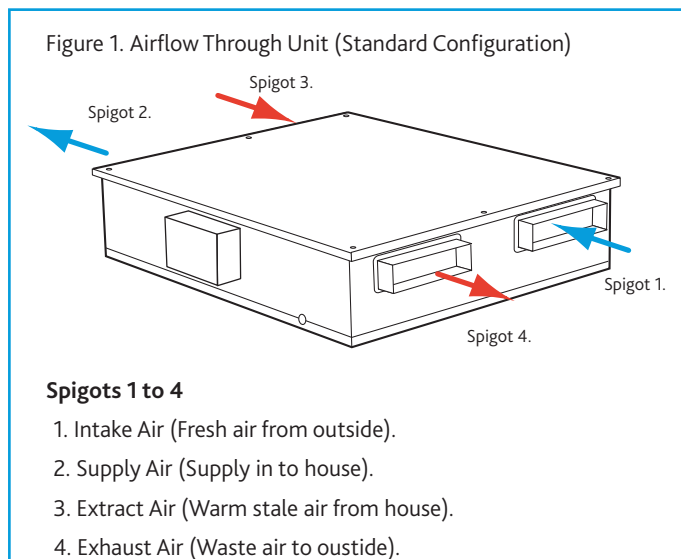 Figure 1. Airflow Through Unit (Standard Configuration)
Spigot 3.
Spigot 2.
Spigot 1.
Spigot 4.
Spigots 1 to 4
1. Intake Air (Fresh air from outside).
2. Supply Air (Supply in to house).
3. Extract Air (Warm stale air from house).
4. Exhaust Air (Waste air to oustide).